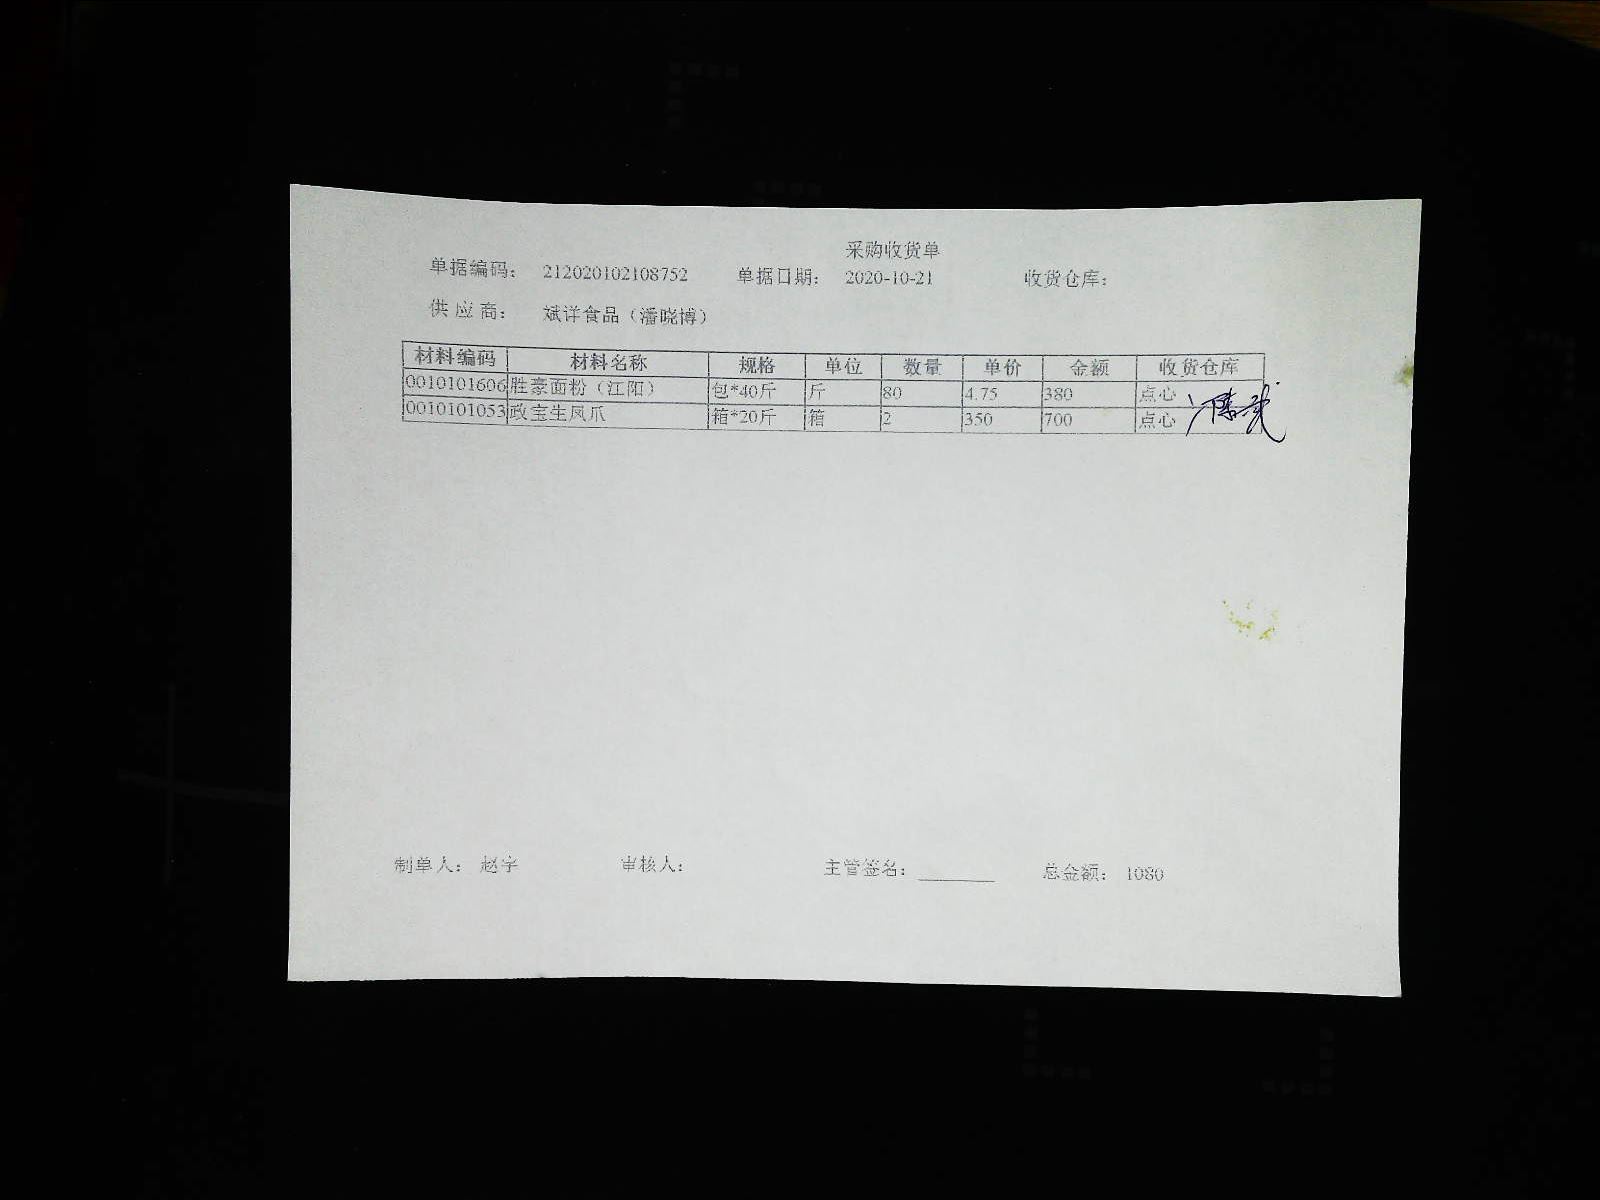 采购收货单
单据编码： 212020102108752 单据日期： 2020-10-21 收货仓库：
供 应 商： 斌详食品（潘晓博）
材料编码 材料名称 规格 单位 数量 单价 金额 收货仓库
0010101606 胜豪面粉（江阳） 包*40斤 斤 80 4.75 380 点心
0010101053 政宝生凤爪 箱*20斤 箱 2 350 700 点心
制单人： 赵宇 审核人： 主管签名： 总金额： 1080